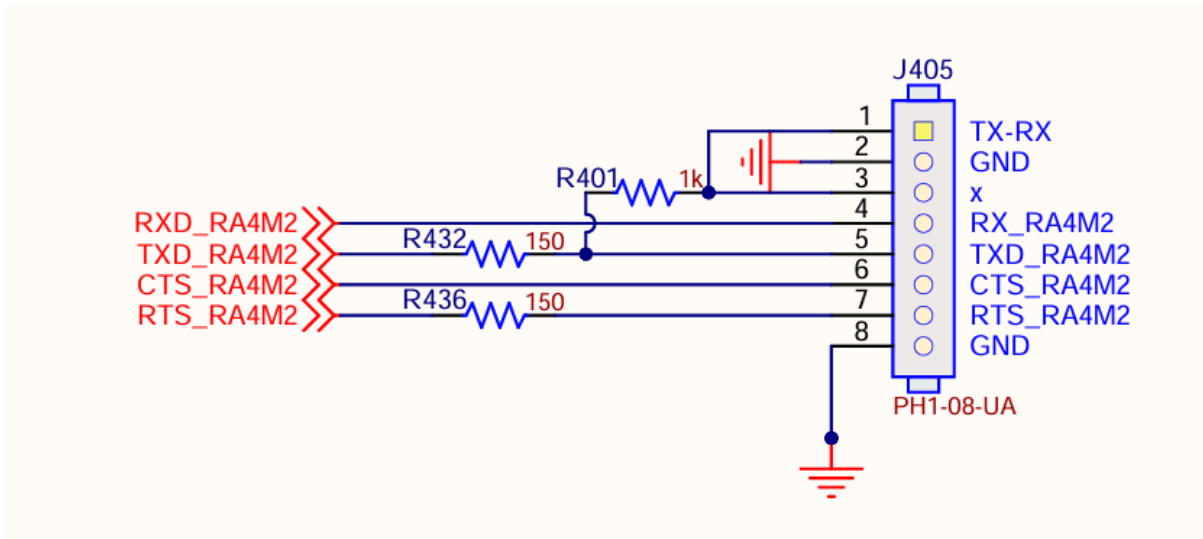 J405
1 TX-RX
2 GND
R401 1k 3 x
RXD_RA4M2 4 RX_RA4M2
TXD_RA4M2 R432 150 5 TXD_RA4M2
CTS_RA4M2 6 CTS_RA4M2
RTS_RA4M2 R436 150 7 RTS_RA4M2
8 GND
PH1-08-UA